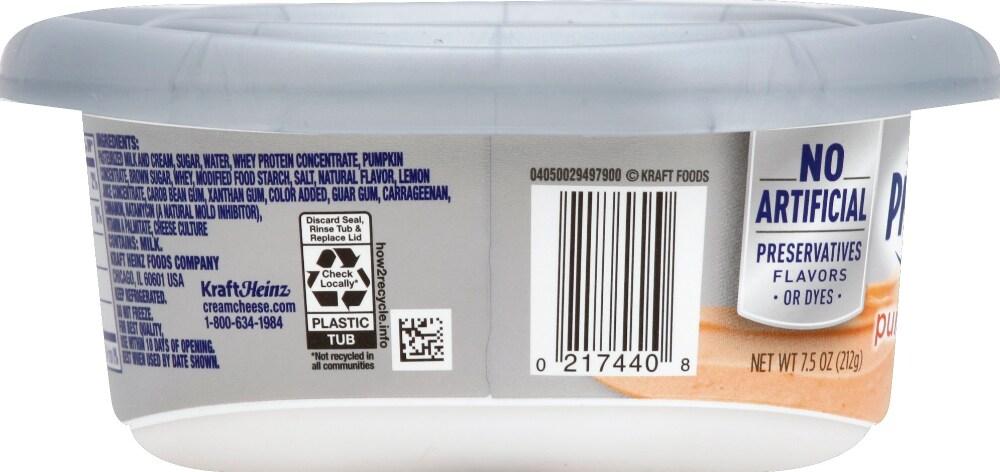 INGREDIENTS:
PASTEURIZED MILK AND CREAM, SUGAR, WATER, WHEY PROTEIN CONCENTRATE, PUMPKIN
BROWN SUGAR, WHEY, MODIFIED FOOD STARCH, SALT, NATURAL FLAVOR, LEMON
CONCENTRATE, CAROB BEAN GUM, XANTHAN GUM, COLOR ADDED, GUAR GUM, CARRAGEENAN,
NATAMYCIN (A NATURAL MOLD INHIBITOR),
PALMITATE, CHEESE CULTURE
CONTAINS: MILK.
KRAFT HEINZ FOODS COMPANY
CHICAGO, IL 60601 USA
KEEP REFRIGERATED.
DO NOT FREEZE.
FOR BEST QUALITY,
USE WITHIN 10 DAYS OF OPENING.
BEST WHEN USED BY DATE SHOWN.
KraftHeinz
creamcheese.com
1-800-634-1984
Discard Seal,
Rinse Tub &
Replace Lid
Check
Locally*
PLASTIC
TUB
*Not recycled in
all communities
how2recycle.info
04050029497900 © KRAFT FOODS
0 217440 8
NO
ARTIFICIAL
PRESERVATIVES
FLAVORS
• OR DYES •
NET WT 7.5 OZ (212g)